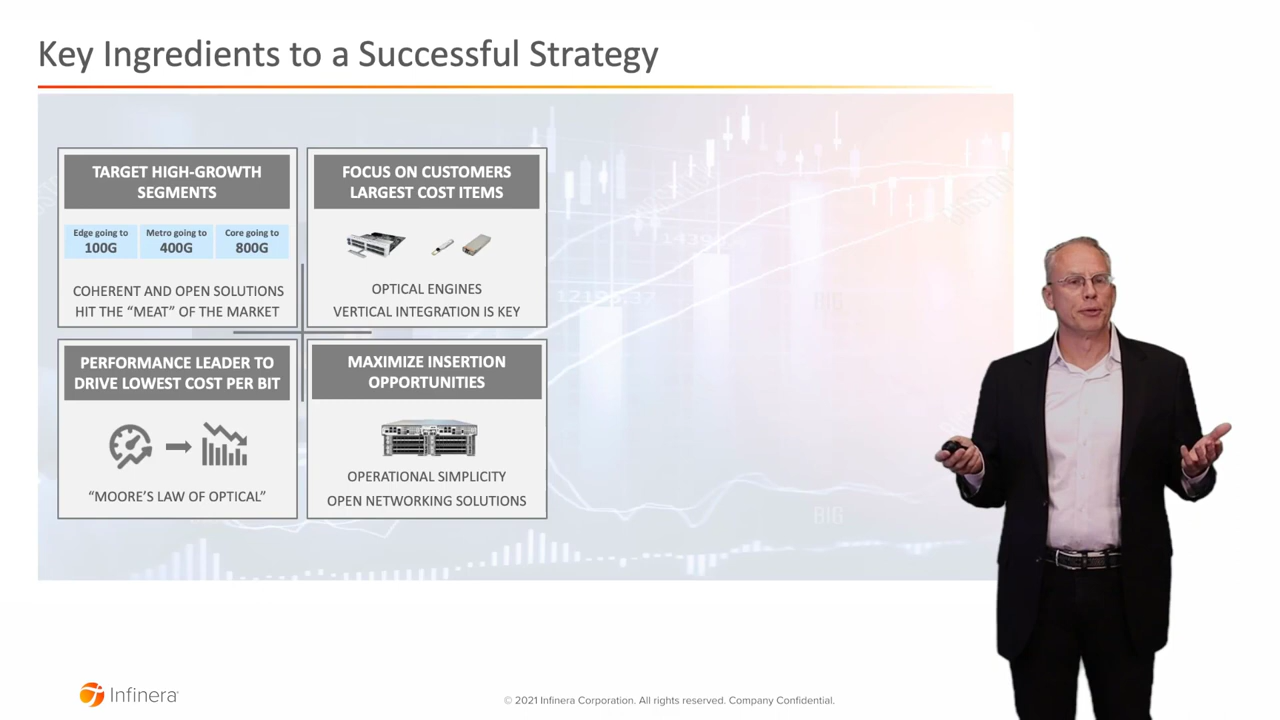 Key Ingredients to a Successful Strategy
TARGET HIGH-GROWTH
SEGMENTS
Edge going to
100G
Metro going to
400G
Core going to
800G
COHERENT AND OPEN SOLUTIONS
HIT THE “MEAT” OF THE MARKET
FOCUS ON CUSTOMERS
LARGEST COST ITEMS
OPTICAL ENGINES
VERTICAL INTEGRATION IS KEY
PERFORMANCE LEADER TO
DRIVE LOWEST COST PER BIT
“MOORE’S LAW OF OPTICAL”
MAXIMIZE INSERTION
OPPORTUNITIES
OPERATIONAL SIMPLICITY
OPEN NETWORKING SOLUTIONS
BIG
BIG
Infinera
© 2021 Infinera Corporation. All rights reserved. Company Confidential.